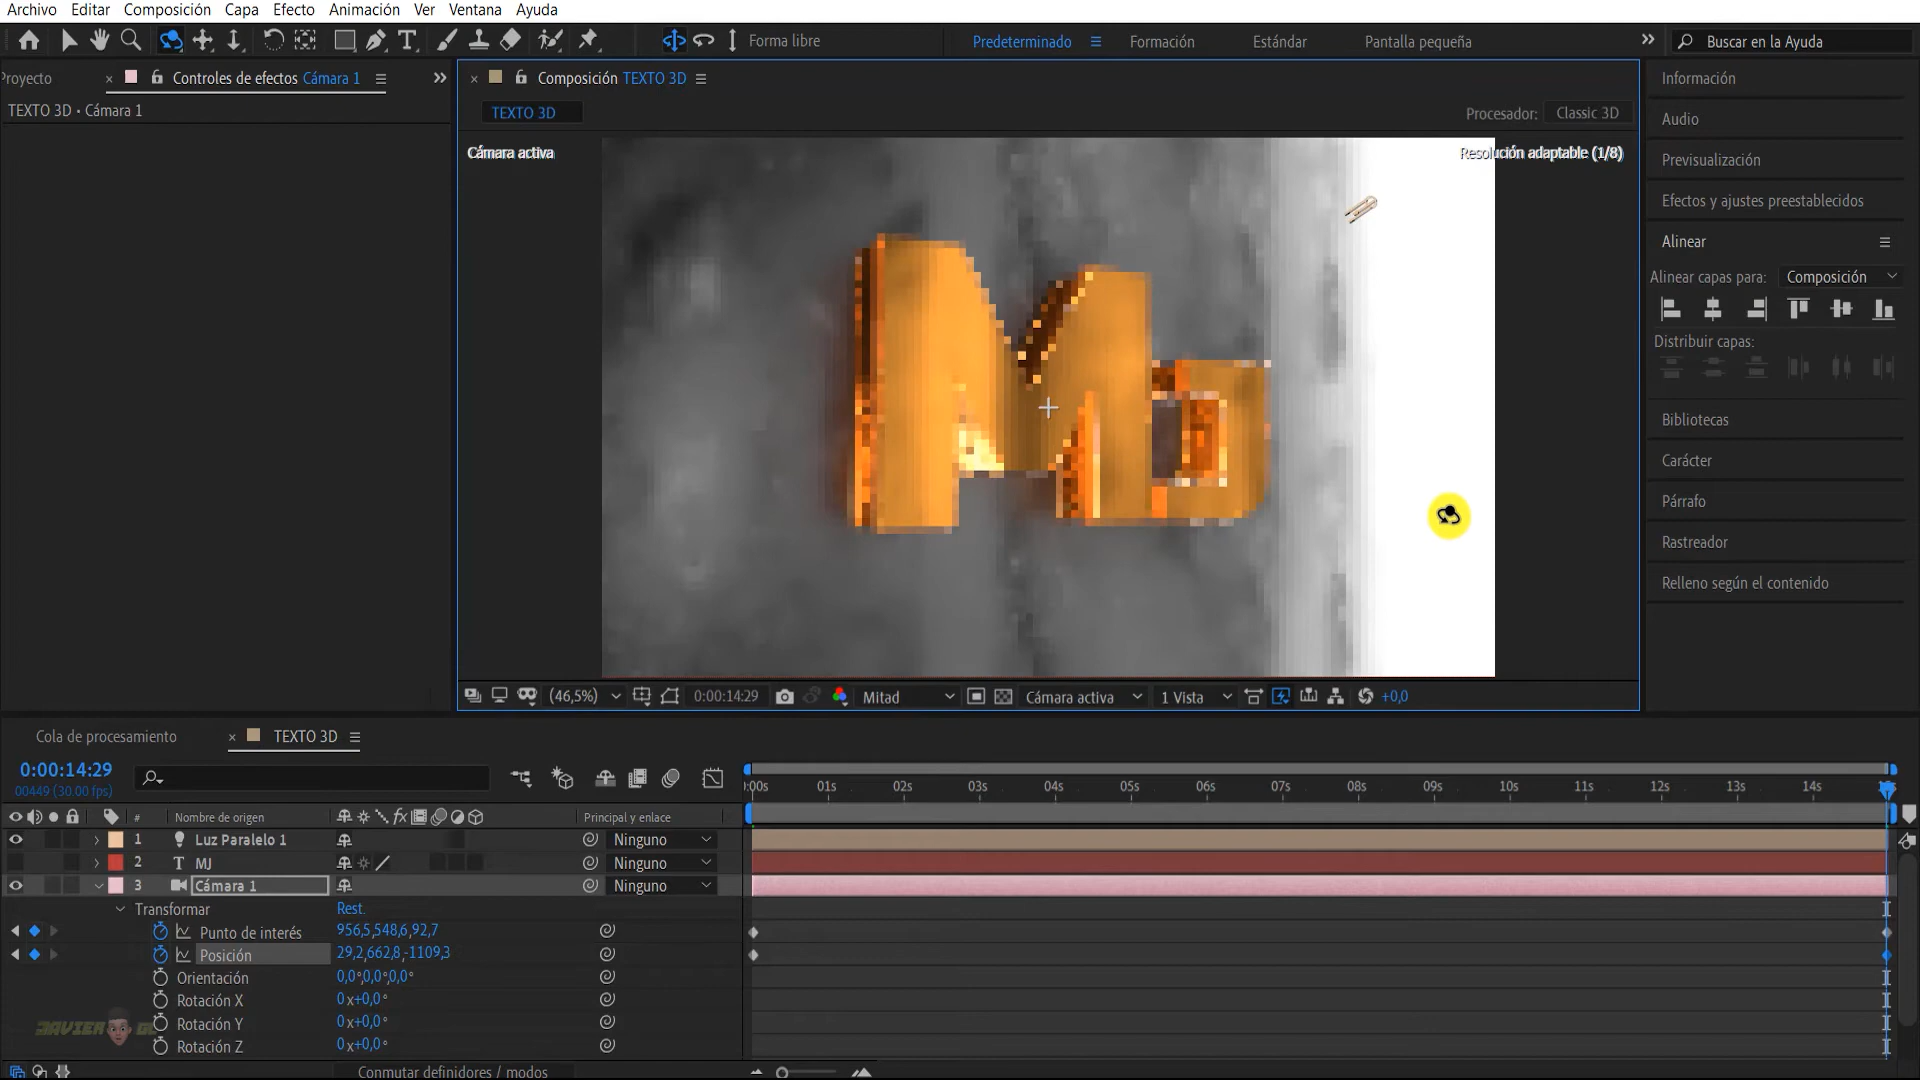 Archivo Editar Composición Capa Efecto Animación Ver Ventana Ayuda
Forma libre Predeterminado Formación Estándar Pantalla pequeña Buscar en la Ayuda
Proyecto Controles de efectos Cámara 1 Composición TEXTO 3D
TEXTO 3D • Cámara 1
TEXTO 3D Procesador: Classic 3D
Cámara activa Resolución adaptable (1/8)
MJ
Información
Audio
Previsualización
Efectos y ajustes preestablecidos
Alinear
Alinear capas para: Composición
Distribuir capas:
Bibliotecas
Carácter
Párrafo
Rastreador
Relleno según el contenido
(46,5%) 0:00:14:29 Mitad Cámara activa 1 Vista +0,0
Cola de procesamiento TEXTO 3D
0:00:14:29
00449 (30.00 fps)
:00s 01s 02s 03s 04s 05s 06s 07s 08s 09s 10s 11s 12s 13s 14s
# Nombre de origen fx Principal y enlace
1 Luz Paralelo 1 Ninguno
2 T MJ Ninguno
3 Cámara 1 Ninguno
Transformar Rest.
Punto de interés 956,5,548,6,92,7
Posición 29,2,662,8,-1109,3
Orientación 0,0°,0,0°,0,0°
Rotación X 0x+0,0°
Rotación Y 0x+0,0°
Rotación Z 0x+0,0°
JAVIER
Conmutar definidores / modos